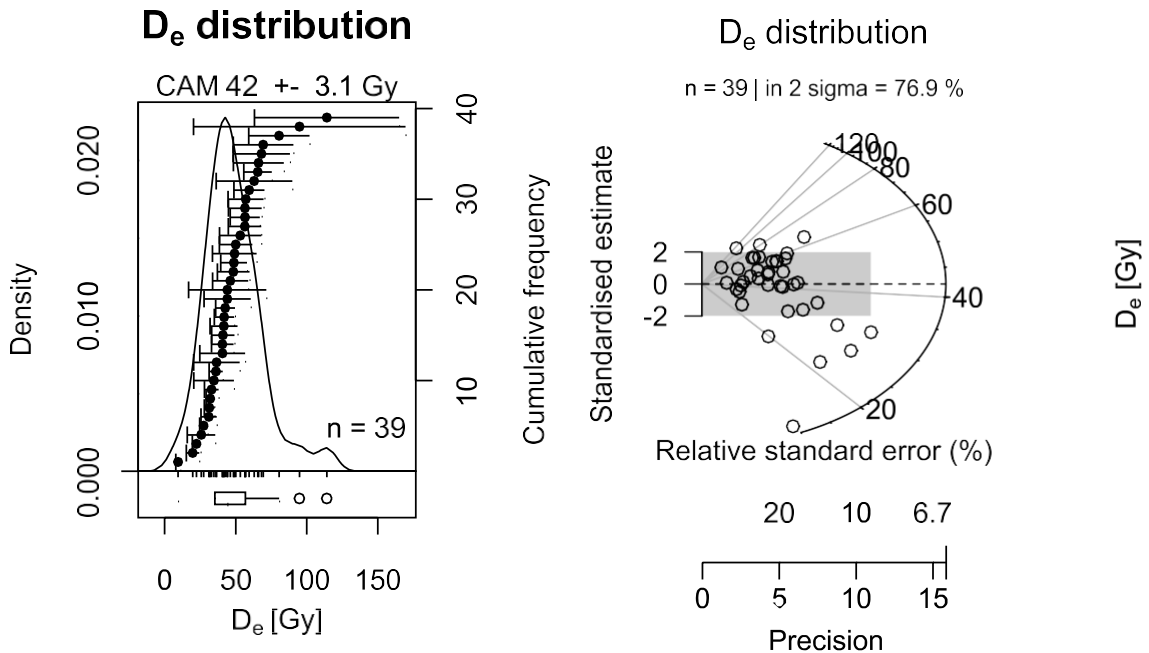 De distribution
CAM 42 +- 3.1 Gy
0.000 0.010 0.020
Density
10 20 30 40
Cumulative frequency
n = 39
0 50 100 150
De [Gy]
De distribution
n = 39 | in 2 sigma = 76.9 %
Standardised estimate
2
0
-2
120
100
80
60
40
20
De [Gy]
Relative standard error (%)
20 10 6.7
0 5 10 15
Precision